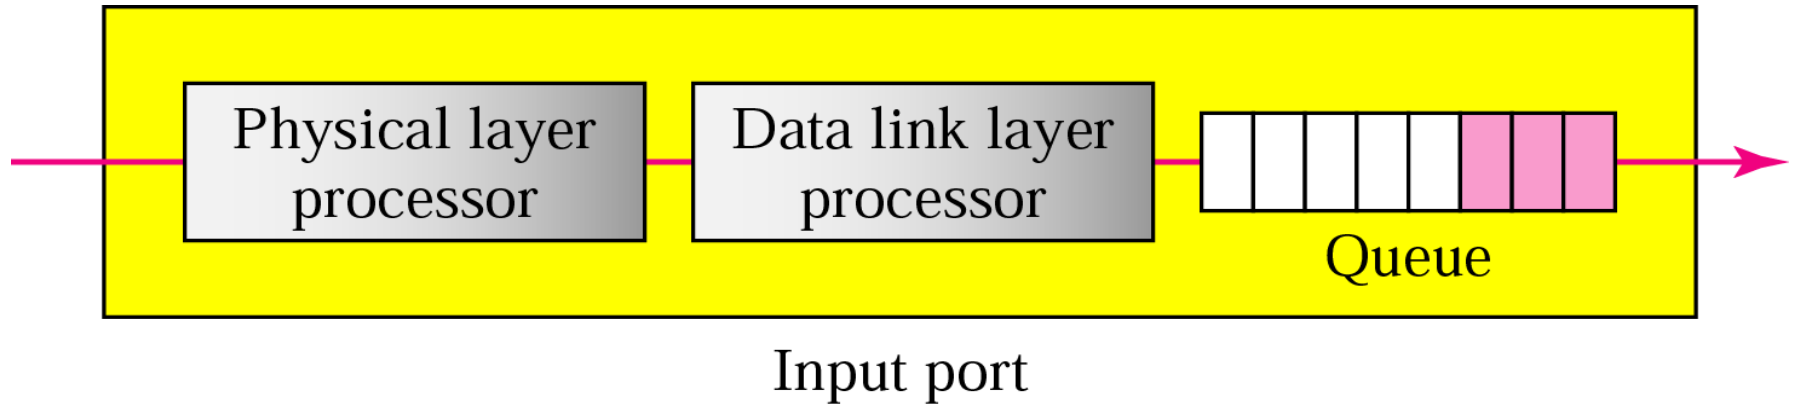 Physical layer
processor
Data link layer
processor
Queue
Input port